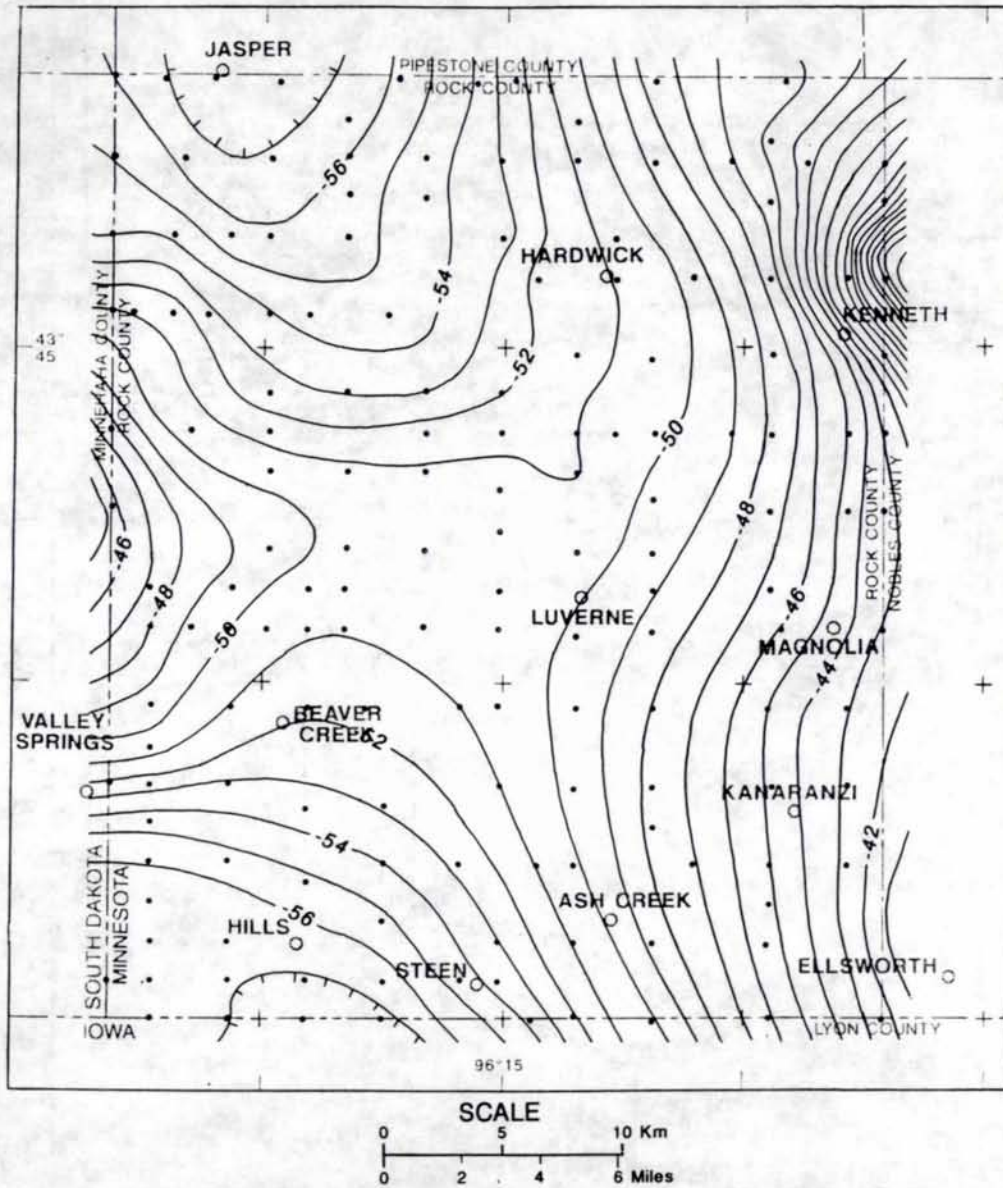 JASPER
PIPESTONE COUNTY
ROCK COUNTY
-56
-54
HARDWICK
KENNETH
43°
45
MINNEHAHA COUNTY
ROCK COUNTY
-52
-50
-48
-46
-48
-50
ROCK COUNTY
NOBLES COUNTY
LUVERNE
-46
MAGNOLIA
-44
VALLEY
SPRINGS
BEAVER
CREEK
-52
KANARANZI
-42
-54
SOUTH DAKOTA
MINNESOTA
-56
HILLS
ASH CREEK
STEEN
ELLSWORTH
IOWA
LYON COUNTY
96°15
SCALE
0 5 10 Km
0 2 4 6 Miles